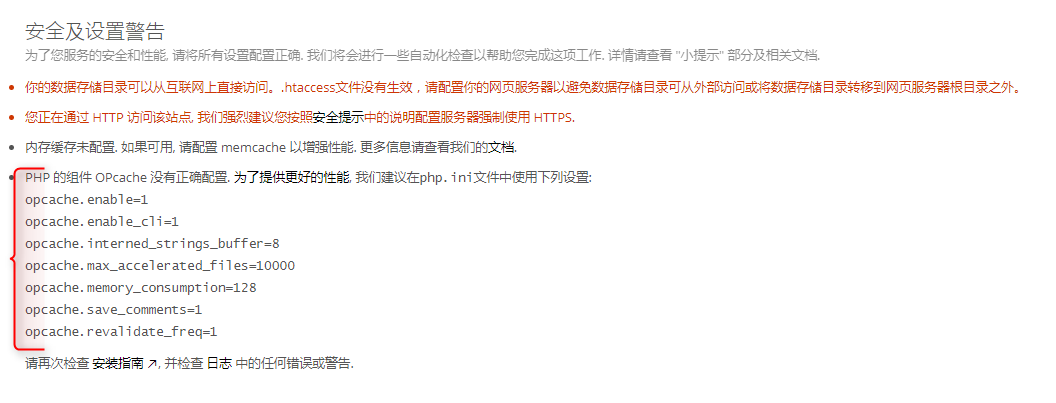 安全及设置警告
为了您服务的安全和性能, 请将所有设置配置正确. 我们将会进行一些自动化检查以帮助您完成这项工作. 详情请查看 "小提示" 部分及相关文档.
你的数据存储目录可以从互联网上直接访问。.htaccess文件没有生效，请配置你的网页服务器以避免数据存储目录可从外部访问或将数据存储目录转移到网页服务器根目录之外。
您正在通过 HTTP 访问该站点, 我们强烈建议您按照安全提示中的说明配置服务器强制使用 HTTPS.
内存缓存未配置. 如果可用, 请配置 memcache 以增强性能. 更多信息请查看我们的文档.
PHP 的组件 OPcache 没有正确配置. 为了提供更好的性能, 我们建议在php.ini文件中使用下列设置:
opcache.enable=1
opcache.enable_cli=1
opcache.interned_strings_buffer=8
opcache.max_accelerated_files=10000
opcache.memory_consumption=128
opcache.save_comments=1
opcache.revalidate_freq=1
请再次检查 安装指南 ↗, 并检查 日志 中的任何错误或警告.